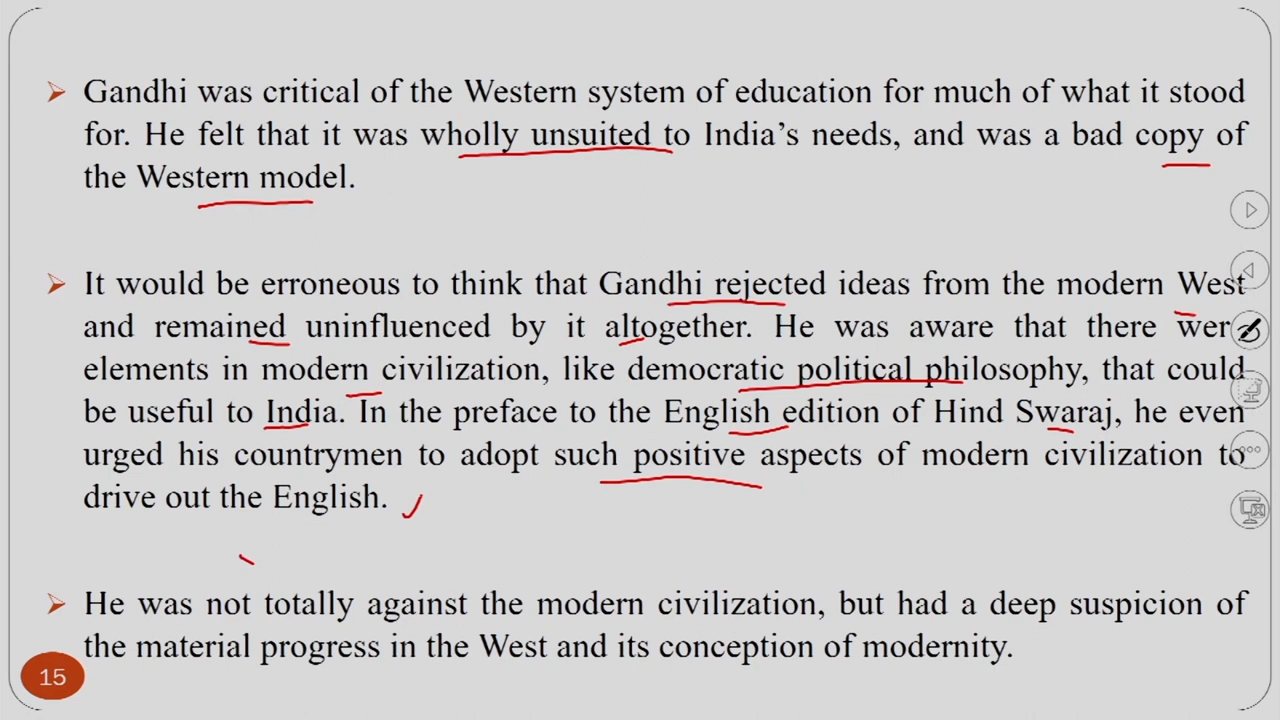 ➢ Gandhi was critical of the Western system of education for much of what it stood
for. He felt that it was wholly unsuited to India's needs, and was a bad copy of
the Western model.
➢ It would be erroneous to think that Gandhi rejected ideas from the modern West
and remained uninfluenced by it altogether. He was aware that there wer
elements in modern civilization, like democratic political philosophy, that could
be useful to India. In the preface to the English edition of Hind Swaraj, he even
urged his countrymen to adopt such positive aspects of modern civilization to
drive out the English.
➢ He was not totally against the modern civilization, but had a deep suspicion of
the material progress in the West and its conception of modernity.
15